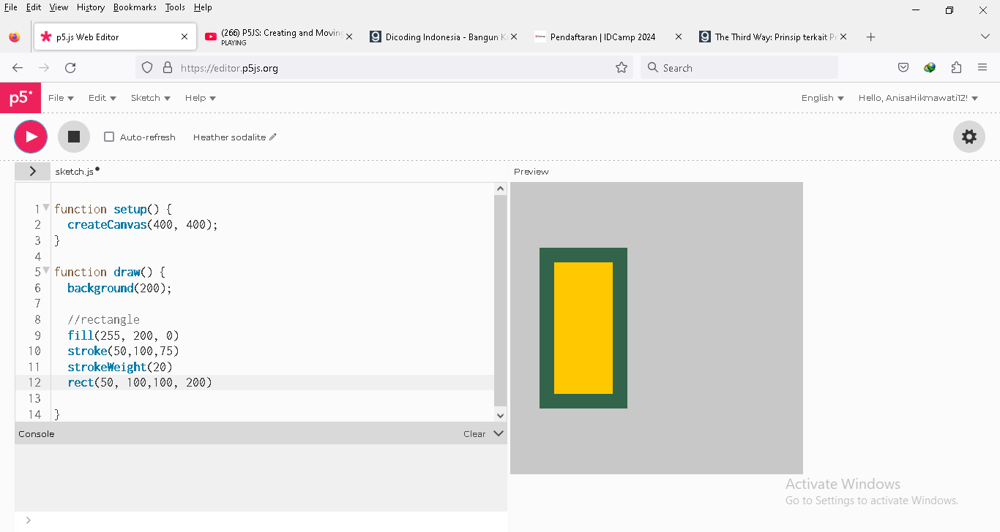 File Edit View History Bookmarks Tools Help
p5.js Web Editor
(266) P5JS: Creating and Moving
PLAYING
Dicoding Indonesia - Bangun K
Pendaftaran | IDCamp 2024
The Third Way: Prinsip terkait Pr
https://editor.p5js.org
Search
p5* File Edit Sketch Help English Hello, AnisaHikmawati12!
Auto-refresh Heather sodalite
sketch.js
Preview
1 function setup() {
2 createCanvas(400, 400);
3 }
4
5 function draw() {
6 background(200);
7
8 //rectangle
9 fill(255, 200, 0)
10 stroke(50,100,75)
11 strokeWeight(20)
12 rect(50, 100,100, 200)
13
14 }
Console Clear
>
Activate Windows
Go to Settings to activate Windows.